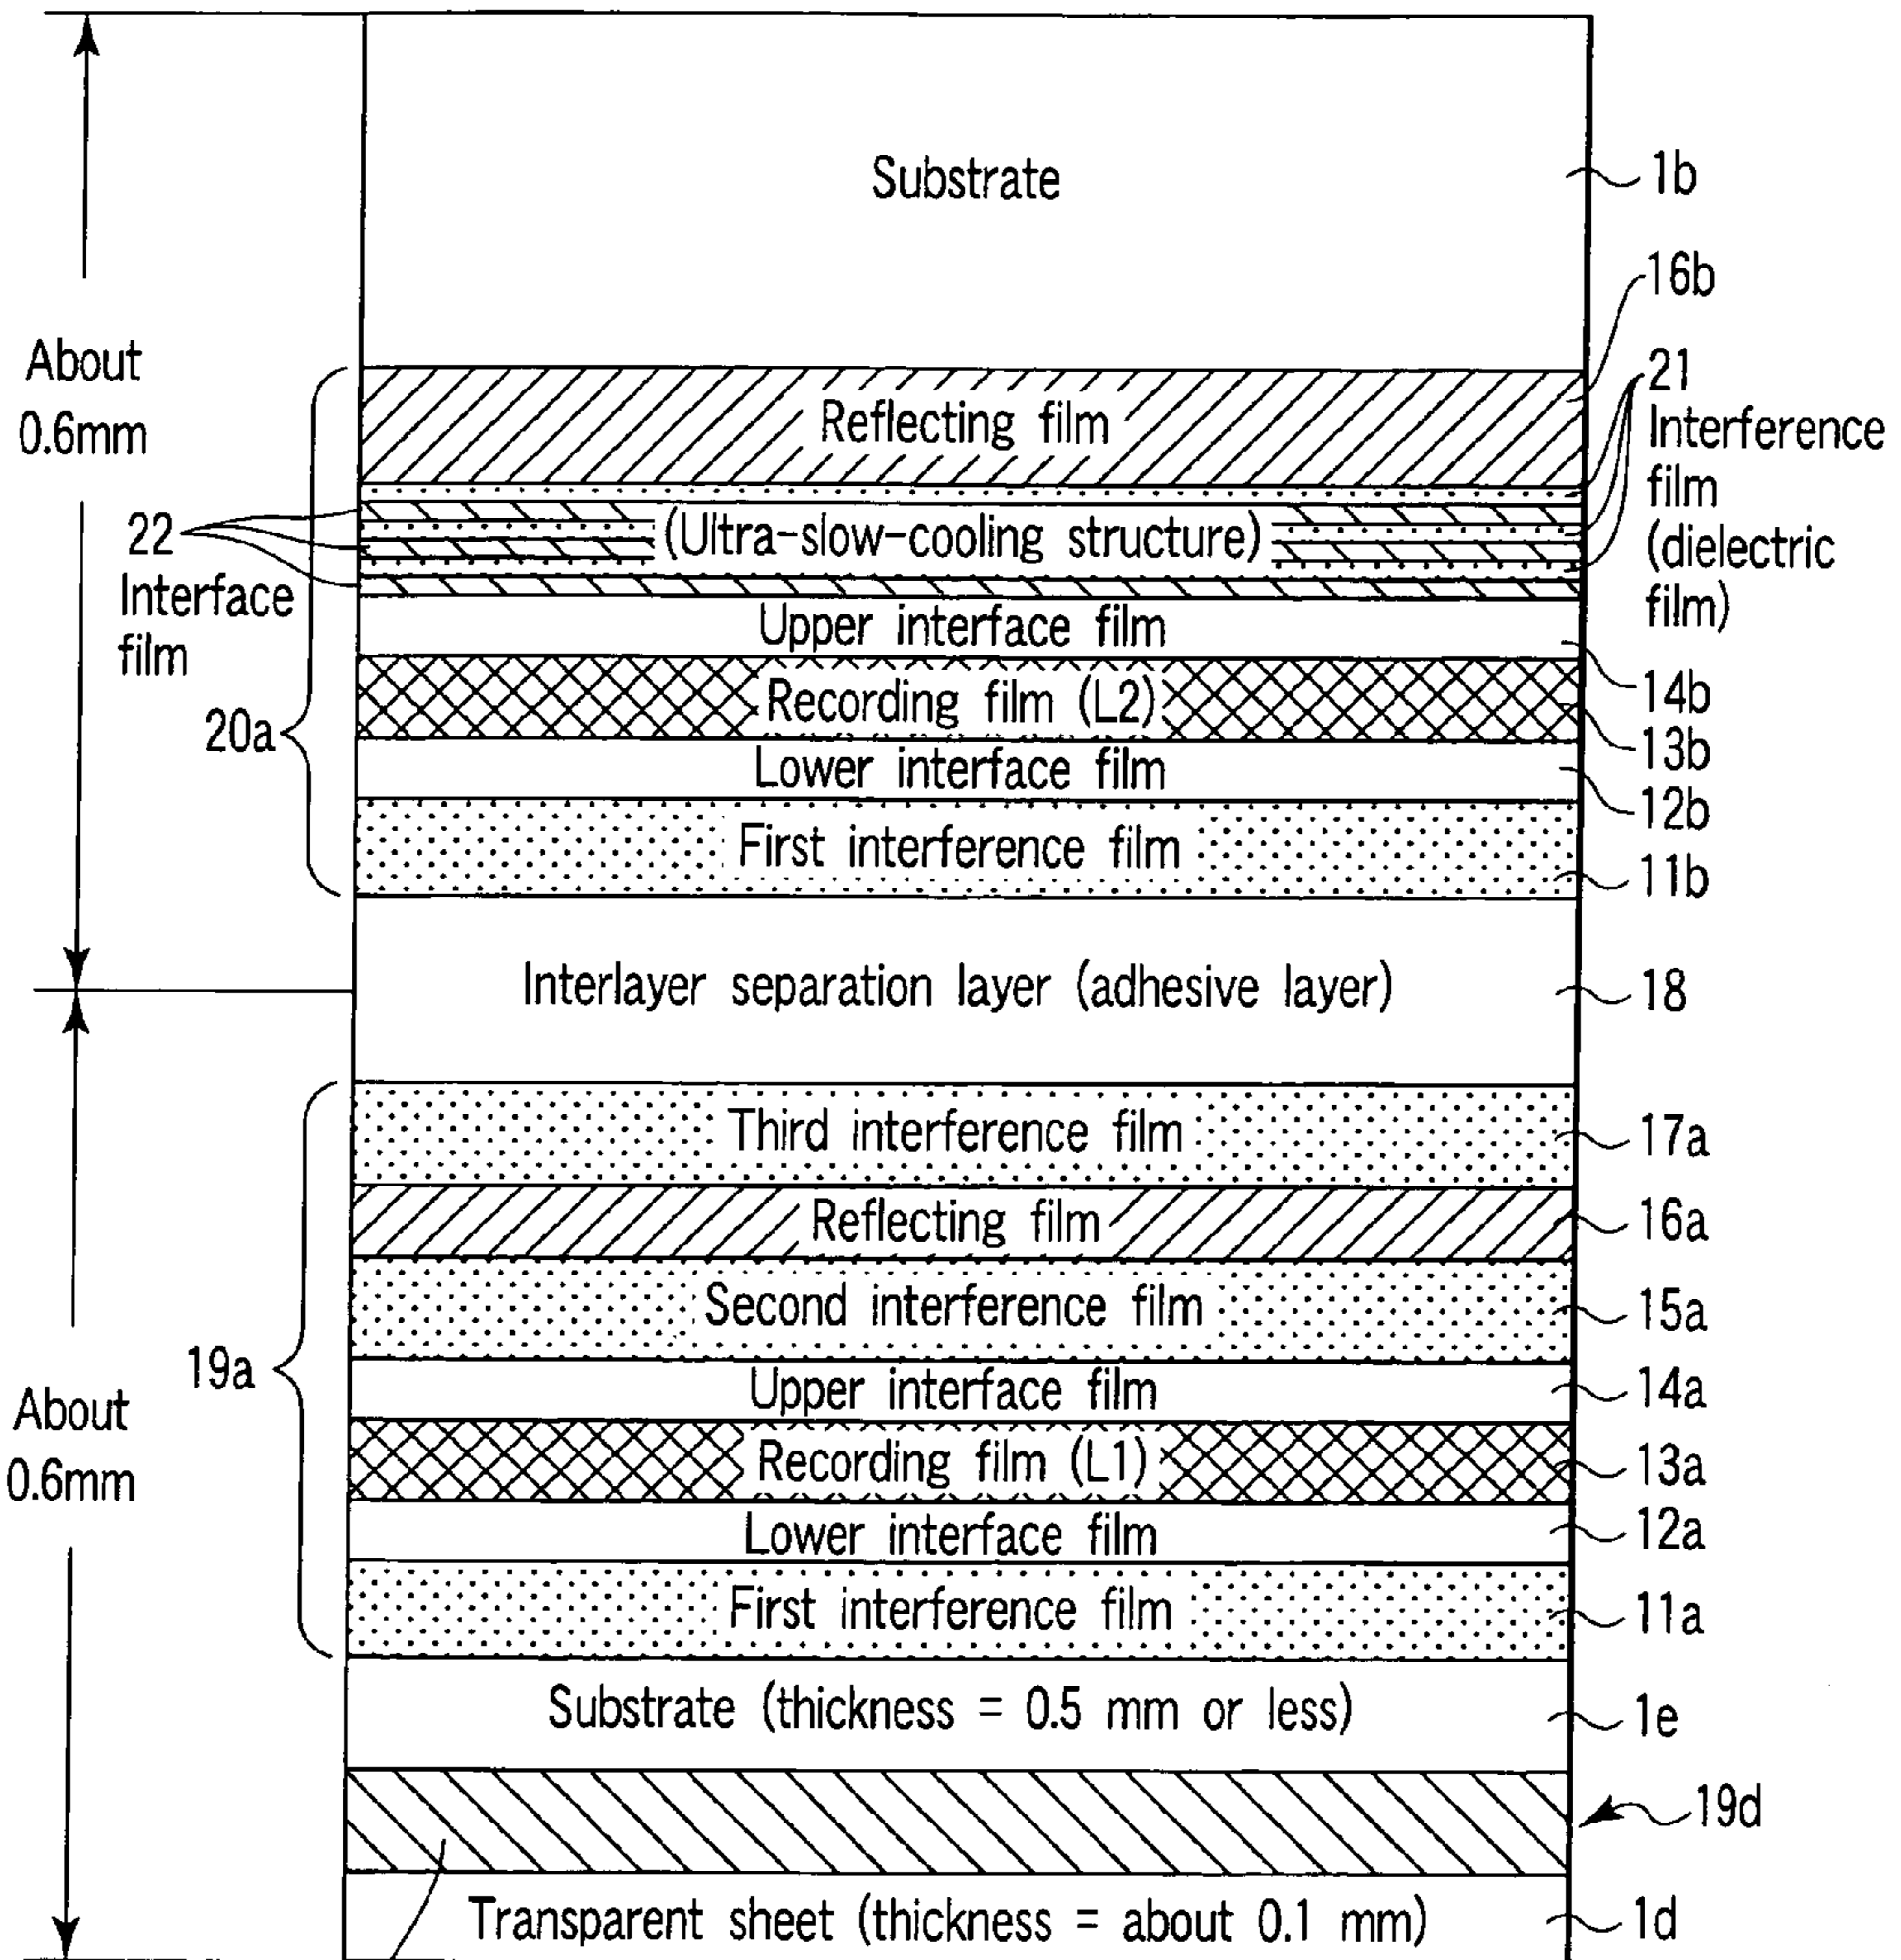 Substrate
1b
16b
About
0.6mm
Reflecting film
21
Interference
film
(dielectric
film)
22
Interface
film
(Ultra-slow-cooling structure)
Upper interface film
14b
Recording film (L2)
13b
20a
Lower interface film
12b
First interference film
11b
Interlayer separation layer (adhesive layer)
18
Third interference film
17a
Reflecting film
16a
Second interference film
15a
19a
Upper interface film
14a
About
0.6mm
Recording film (L1)
13a
Lower interface film
12a
First interference film
11a
Substrate (thickness = 0.5 mm or less)
1e
19d
Transparent sheet (thickness = about 0.1 mm)
1d